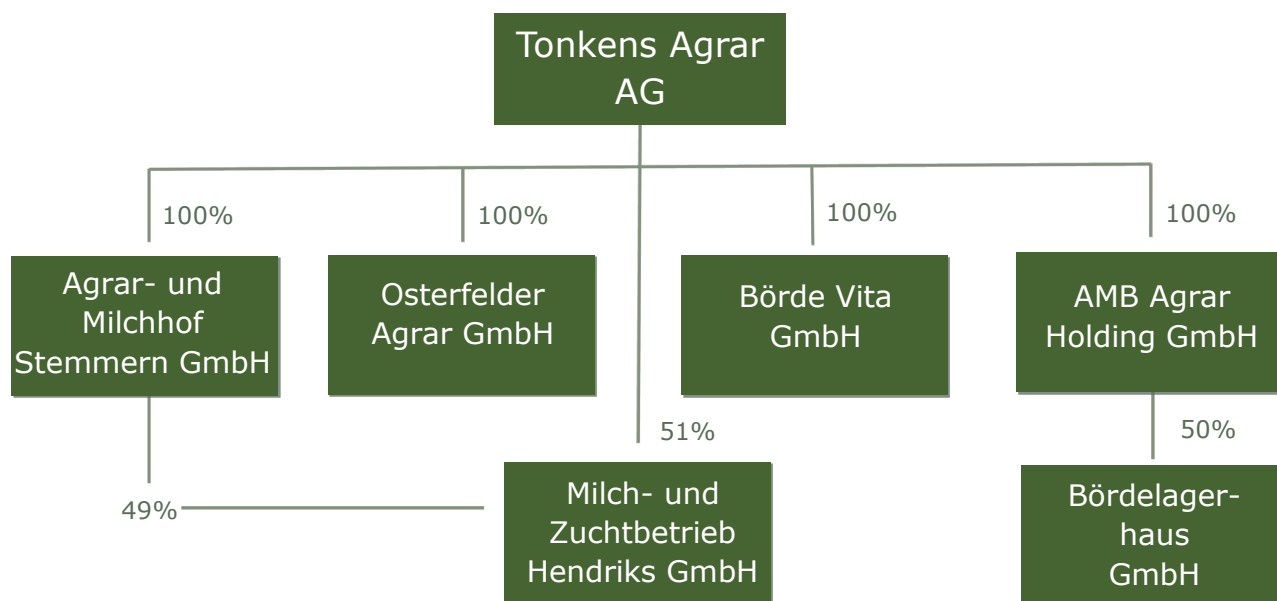 Tonkens Agrar
AG
100%
100%
100%
100%
Agrar- und
Milchhof
Stemmern GmbH
Osterfelder
Agrar GmbH
Börde Vita
GmbH
AMB Agrar
Holding GmbH
51%
50%
49%
Milch- und
Zuchtbetrieb
Hendriks GmbH
Bördelager-
haus
GmbH